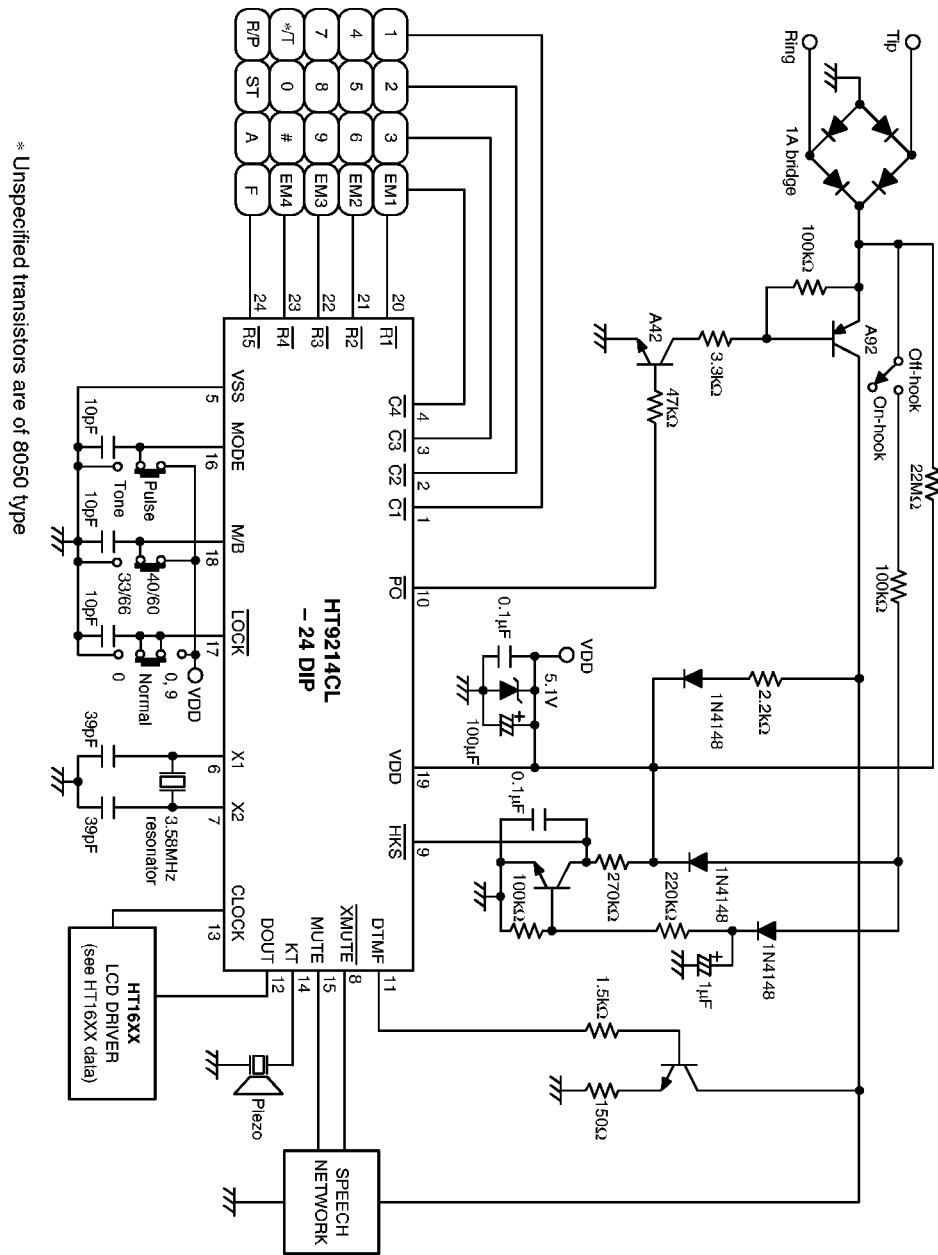 Tip
Ring
1A bridge
100kΩ
A92
Off-hook
On-hook
22MΩ
100kΩ
3.3kΩ
A42
47kΩ
2.2kΩ
1N4148
1N4148
1N4148
VDD
5.1V
0.1µF
100µF
0.1µF
270kΩ
220kΩ
100kΩ
1µF
1.5kΩ
150Ω
1 2 3 EM1
4 5 6 EM2
7 8 9 EM3
*/T 0 # EM4
R/P ST A F
C4 4
C3 3
C2 2
C1 1
PO 10
VDD 19
HKS 9
20 R1
21 R2
22 R3
23 R4
24 R5
HT9214CL
– 24 DIP
DTMF 11
XMUTE 8
MUTE 15
KT 14
DOUT 12
VSS 5
MODE 16
M/B 18
LOCK 17
X1 6
X2 7
CLOCK 13
10pF
Pulse
Tone
10pF
40/60
33/66
10pF
VDD
0, 9
Normal
0
39pF
39pF
3.58MHz
resonator
HT16XX
LCD DRIVER
(see HT16XX data)
Piezo
SPEECH
NETWORK
* Unspecified transistors are of 8050 type